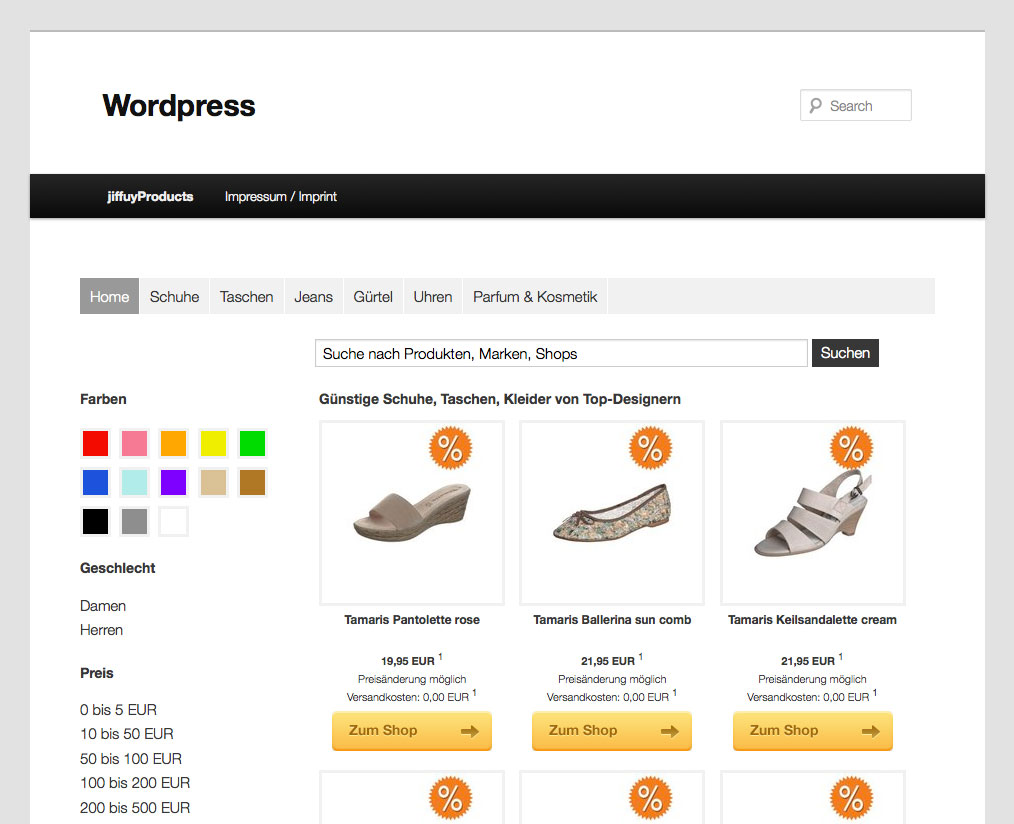 Wordpress
Search
jiffuyProducts Impressum / Imprint
Home Schuhe Taschen Jeans Gürtel Uhren Parfum & Kosmetik
Suche nach Produkten, Marken, Shops Suchen
Farben
Geschlecht
Damen
Herren
Preis
0 bis 5 EUR
10 bis 50 EUR
50 bis 100 EUR
100 bis 200 EUR
200 bis 500 EUR
Günstige Schuhe, Taschen, Kleider von Top-Designern
% % %
Tamaris Pantolette rose Tamaris Ballerina sun comb Tamaris Keilsandalette cream
19,95 EUR 1 21,95 EUR 1 21,95 EUR 1
Preisänderung möglich Preisänderung möglich Preisänderung möglich
Versandkosten: 0,00 EUR 1 Versandkosten: 0,00 EUR 1 Versandkosten: 0,00 EUR 1
Zum Shop Zum Shop Zum Shop
% % %